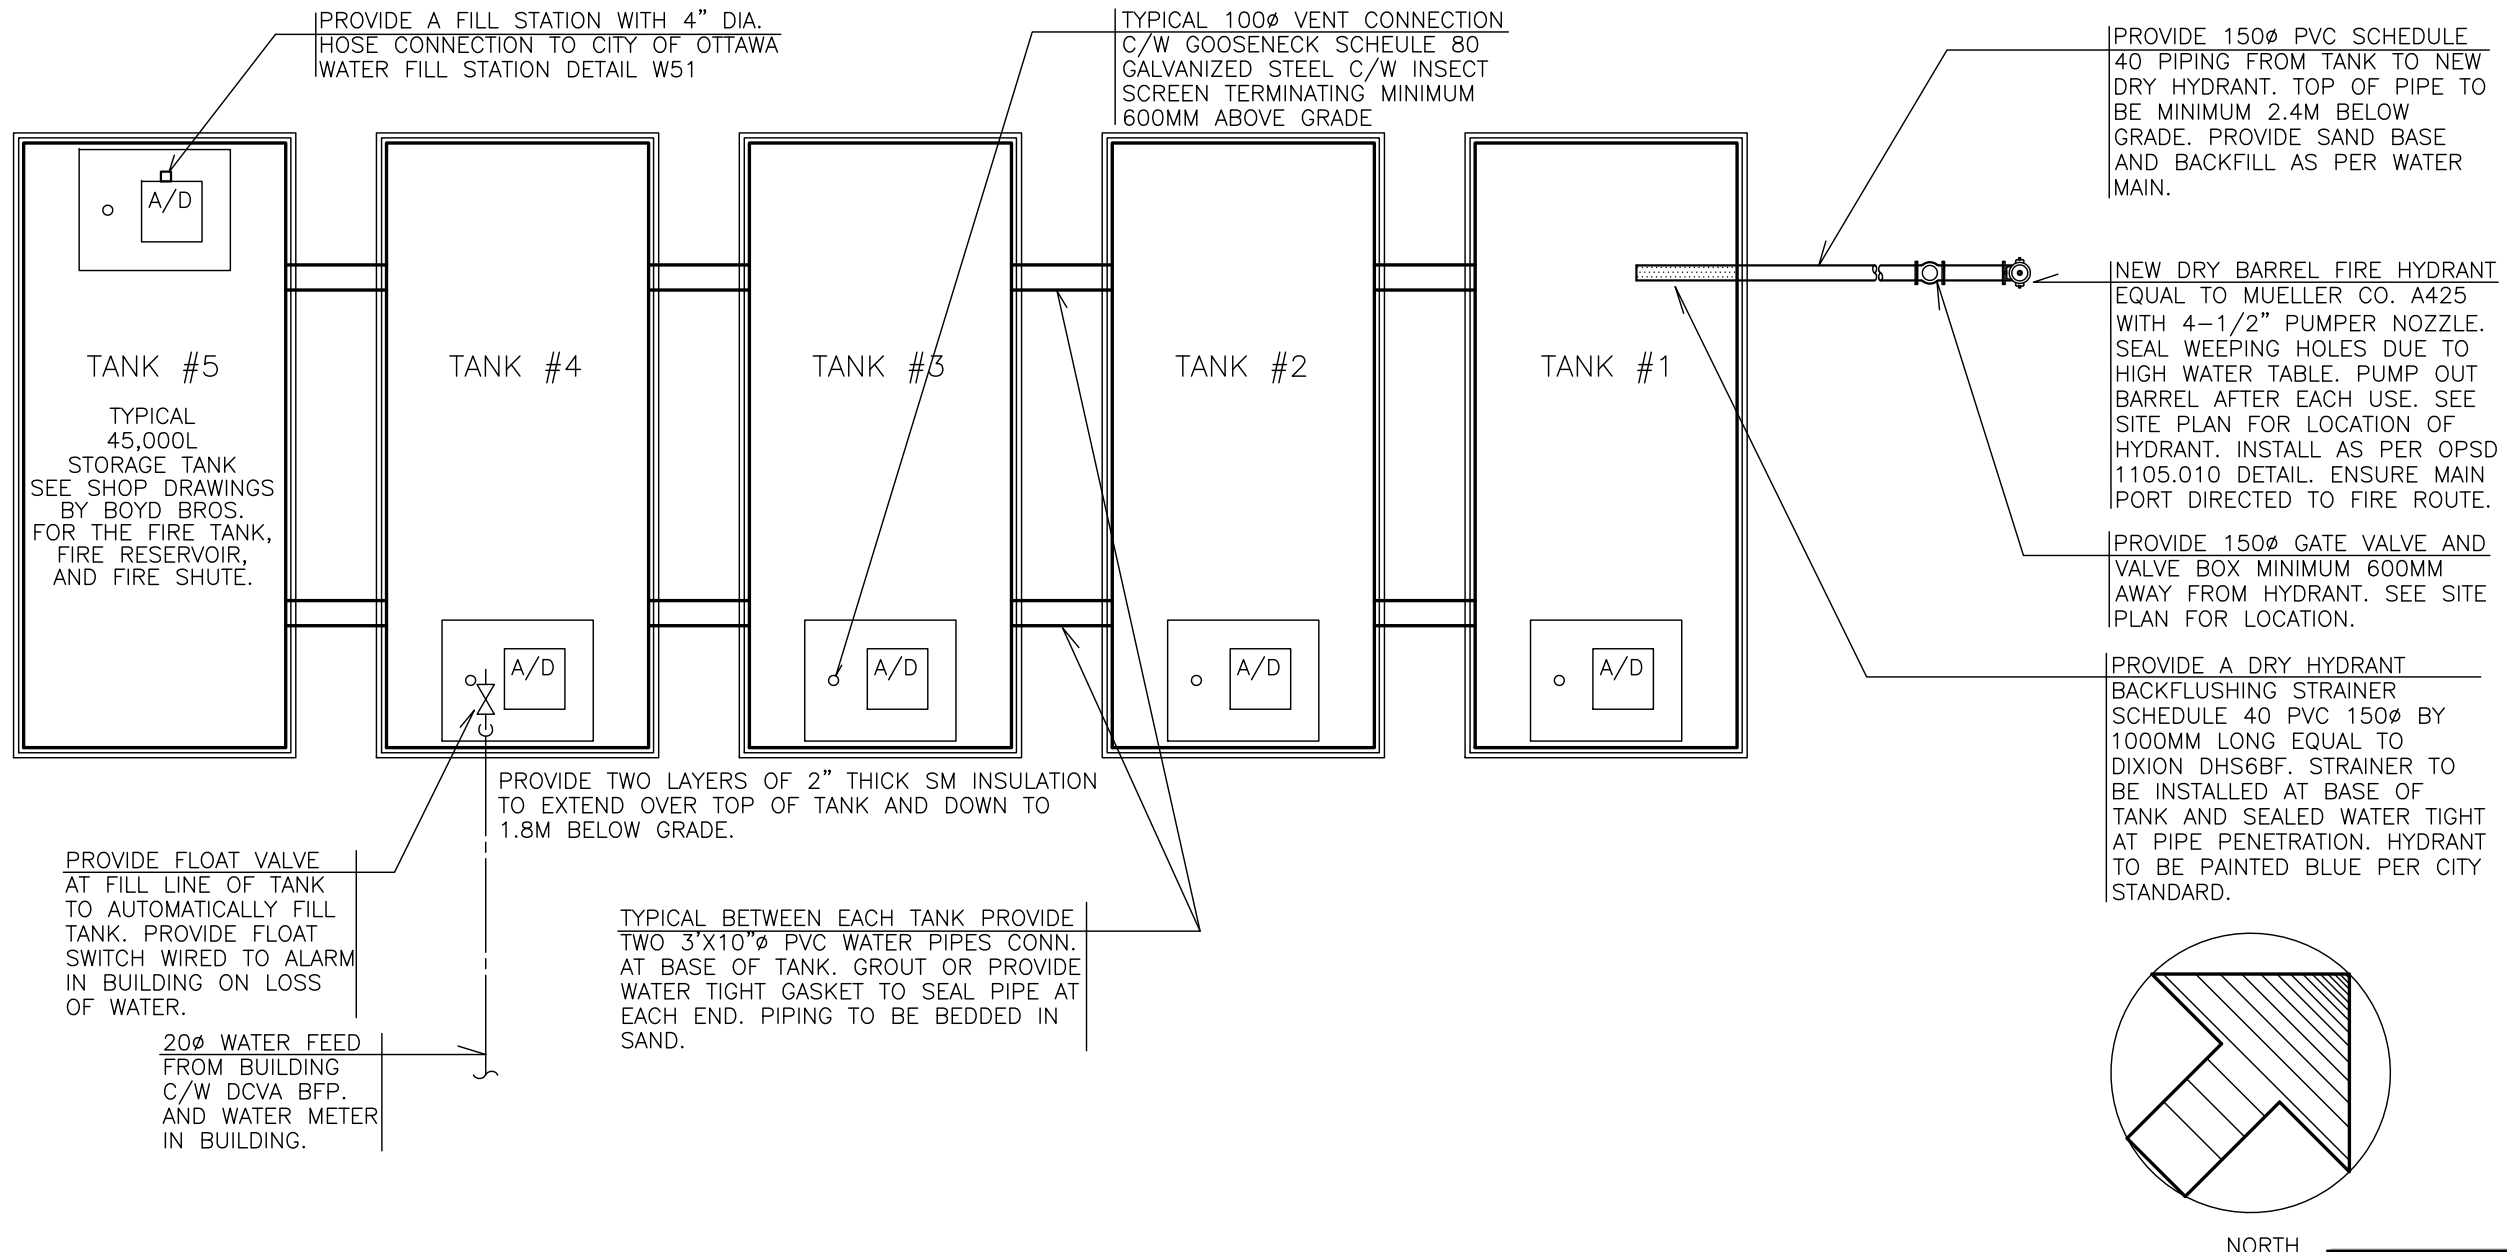 PROVIDE A FILL STATION WITH 4" DIA.
HOSE CONNECTION TO CITY OF OTTAWA
WATER FILL STATION DETAIL W51
TYPICAL 100ø VENT CONNECTION
C/W GOOSENECK SCHEULE 80
GALVANIZED STEEL C/W INSECT
SCREEN TERMINATING MINIMUM
600MM ABOVE GRADE
PROVIDE 150ø PVC SCHEDULE
40 PIPING FROM TANK TO NEW
DRY HYDRANT. TOP OF PIPE TO
BE MINIMUM 2.4M BELOW
GRADE. PROVIDE SAND BASE
AND BACKFILL AS PER WATER
MAIN.
A/D
NEW DRY BARREL FIRE HYDRANT
EQUAL TO MUELLER CO. A425
WITH 4-1/2" PUMPER NOZZLE.
SEAL WEEPING HOLES DUE TO
HIGH WATER TABLE. PUMP OUT
BARREL AFTER EACH USE. SEE
SITE PLAN FOR LOCATION OF
HYDRANT. INSTALL AS PER OPSD
1105.010 DETAIL. ENSURE MAIN
PORT DIRECTED TO FIRE ROUTE.
TANK #5
TANK #4
TANK #3
TANK #2
TANK #1
TYPICAL
45,000L
STORAGE TANK
SEE SHOP DRAWINGS
BY BOYD BROS.
FOR THE FIRE TANK,
FIRE RESERVOIR,
AND FIRE SHUTE.
PROVIDE 150ø GATE VALVE AND
VALVE BOX MINIMUM 600MM
AWAY FROM HYDRANT. SEE SITE
PLAN FOR LOCATION.
A/D
A/D
A/D
A/D
PROVIDE A DRY HYDRANT
BACKFLUSHING STRAINER
SCHEDULE 40 PVC 150ø BY
1000MM LONG EQUAL TO
DIXION DHS6BF. STRAINER TO
BE INSTALLED AT BASE OF
TANK AND SEALED WATER TIGHT
AT PIPE PENETRATION. HYDRANT
TO BE PAINTED BLUE PER CITY
STANDARD.
PROVIDE TWO LAYERS OF 2" THICK SM INSULATION
TO EXTEND OVER TOP OF TANK AND DOWN TO
1.8M BELOW GRADE.
PROVIDE FLOAT VALVE
AT FILL LINE OF TANK
TO AUTOMATICALLY FILL
TANK. PROVIDE FLOAT
SWITCH WIRED TO ALARM
IN BUILDING ON LOSS
OF WATER.
TYPICAL BETWEEN EACH TANK PROVIDE
TWO 3'X10"ø PVC WATER PIPES CONN.
AT BASE OF TANK. GROUT OR PROVIDE
WATER TIGHT GASKET TO SEAL PIPE AT
EACH END. PIPING TO BE BEDDED IN
SAND.
20ø WATER FEED
FROM BUILDING
C/W DCVA BFP.
AND WATER METER
IN BUILDING.
NORTH